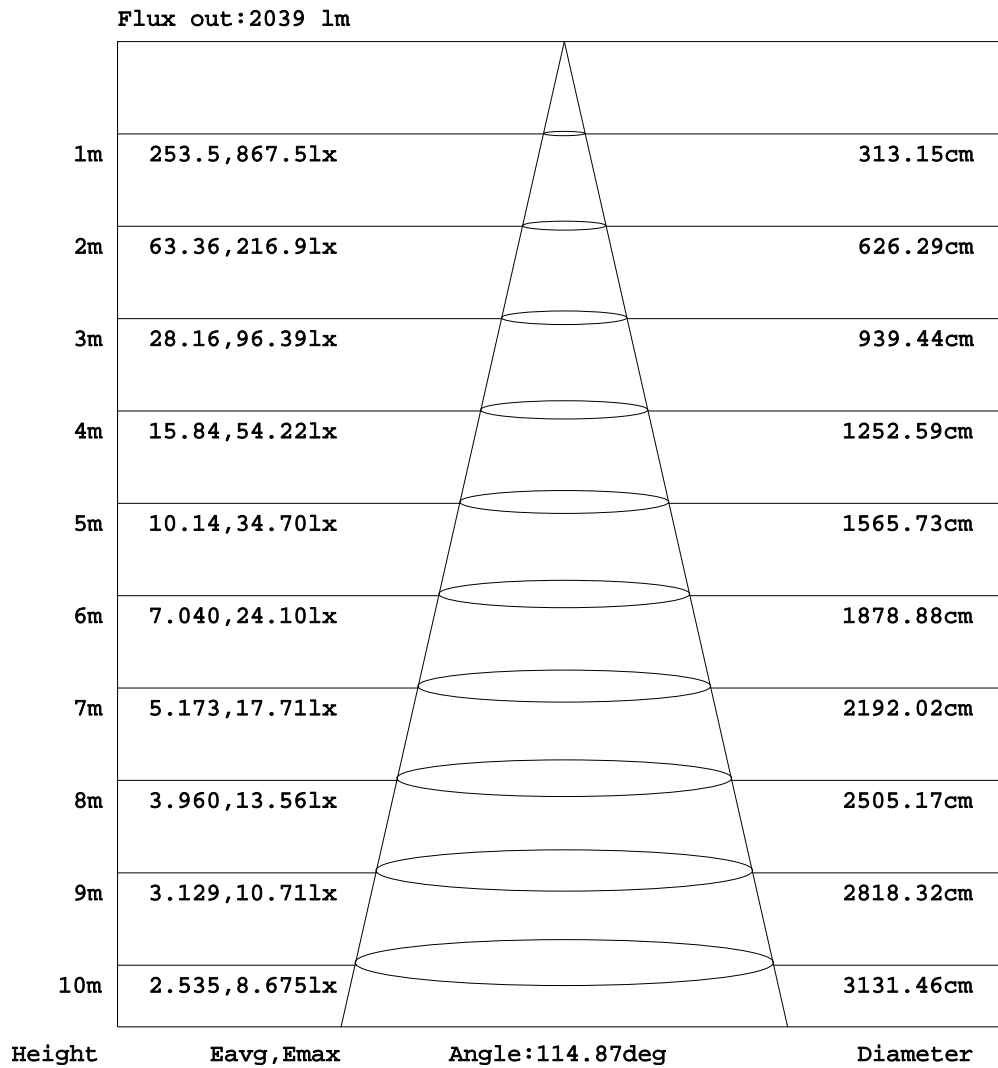 Flux out:2039 lm
1m 253.5,867.5lx 313.15cm
2m 63.36,216.9lx 626.29cm
3m 28.16,96.39lx 939.44cm
4m 15.84,54.22lx 1252.59cm
5m 10.14,34.70lx 1565.73cm
6m 7.040,24.10lx 1878.88cm
7m 5.173,17.71lx 2192.02cm
8m 3.960,13.56lx 2505.17cm
9m 3.129,10.71lx 2818.32cm
10m 2.535,8.675lx 3131.46cm
Height Eavg,Emax Angle:114.87deg Diameter